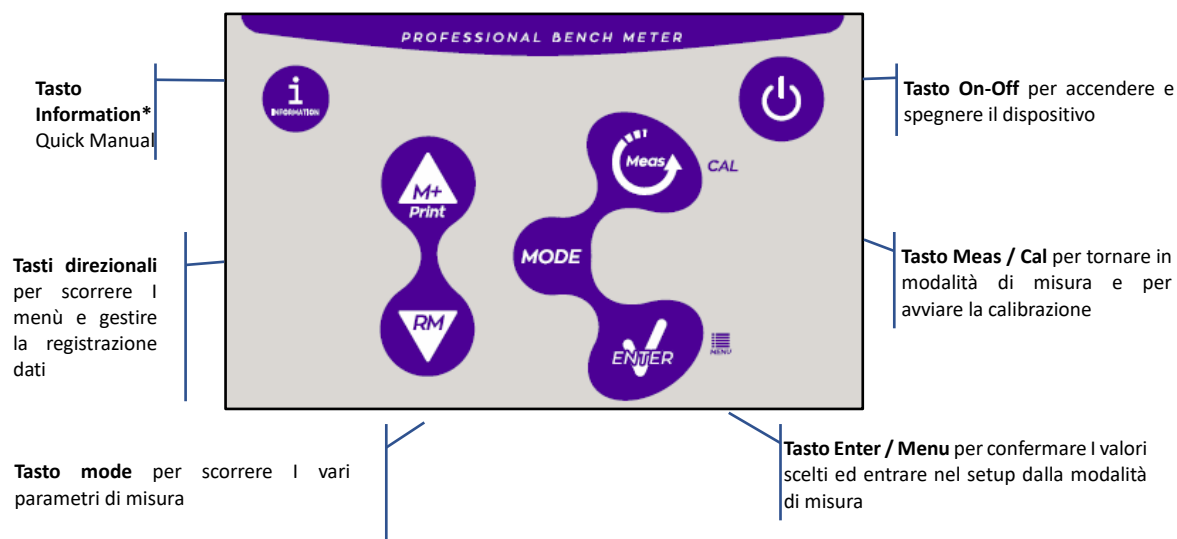 PROFESSIONAL BENCH METER
Tasto
Information*
Quick Manual
i
INFORMATION
Tasto On-Off per accendere e
spegnere il dispositivo
M+
Print
Meas
CAL
MODE
Tasti direzionali
per scorrere I
menù e gestire
la registrazione
dati
Tasto Meas / Cal per tornare in
modalità di misura e per
avviare la calibrazione
RM
ENTER
MENU
Tasto mode per scorrere I vari
parametri di misura
Tasto Enter / Menu per confermare I valori
scelti ed entrare nel setup dalla modalità
di misura